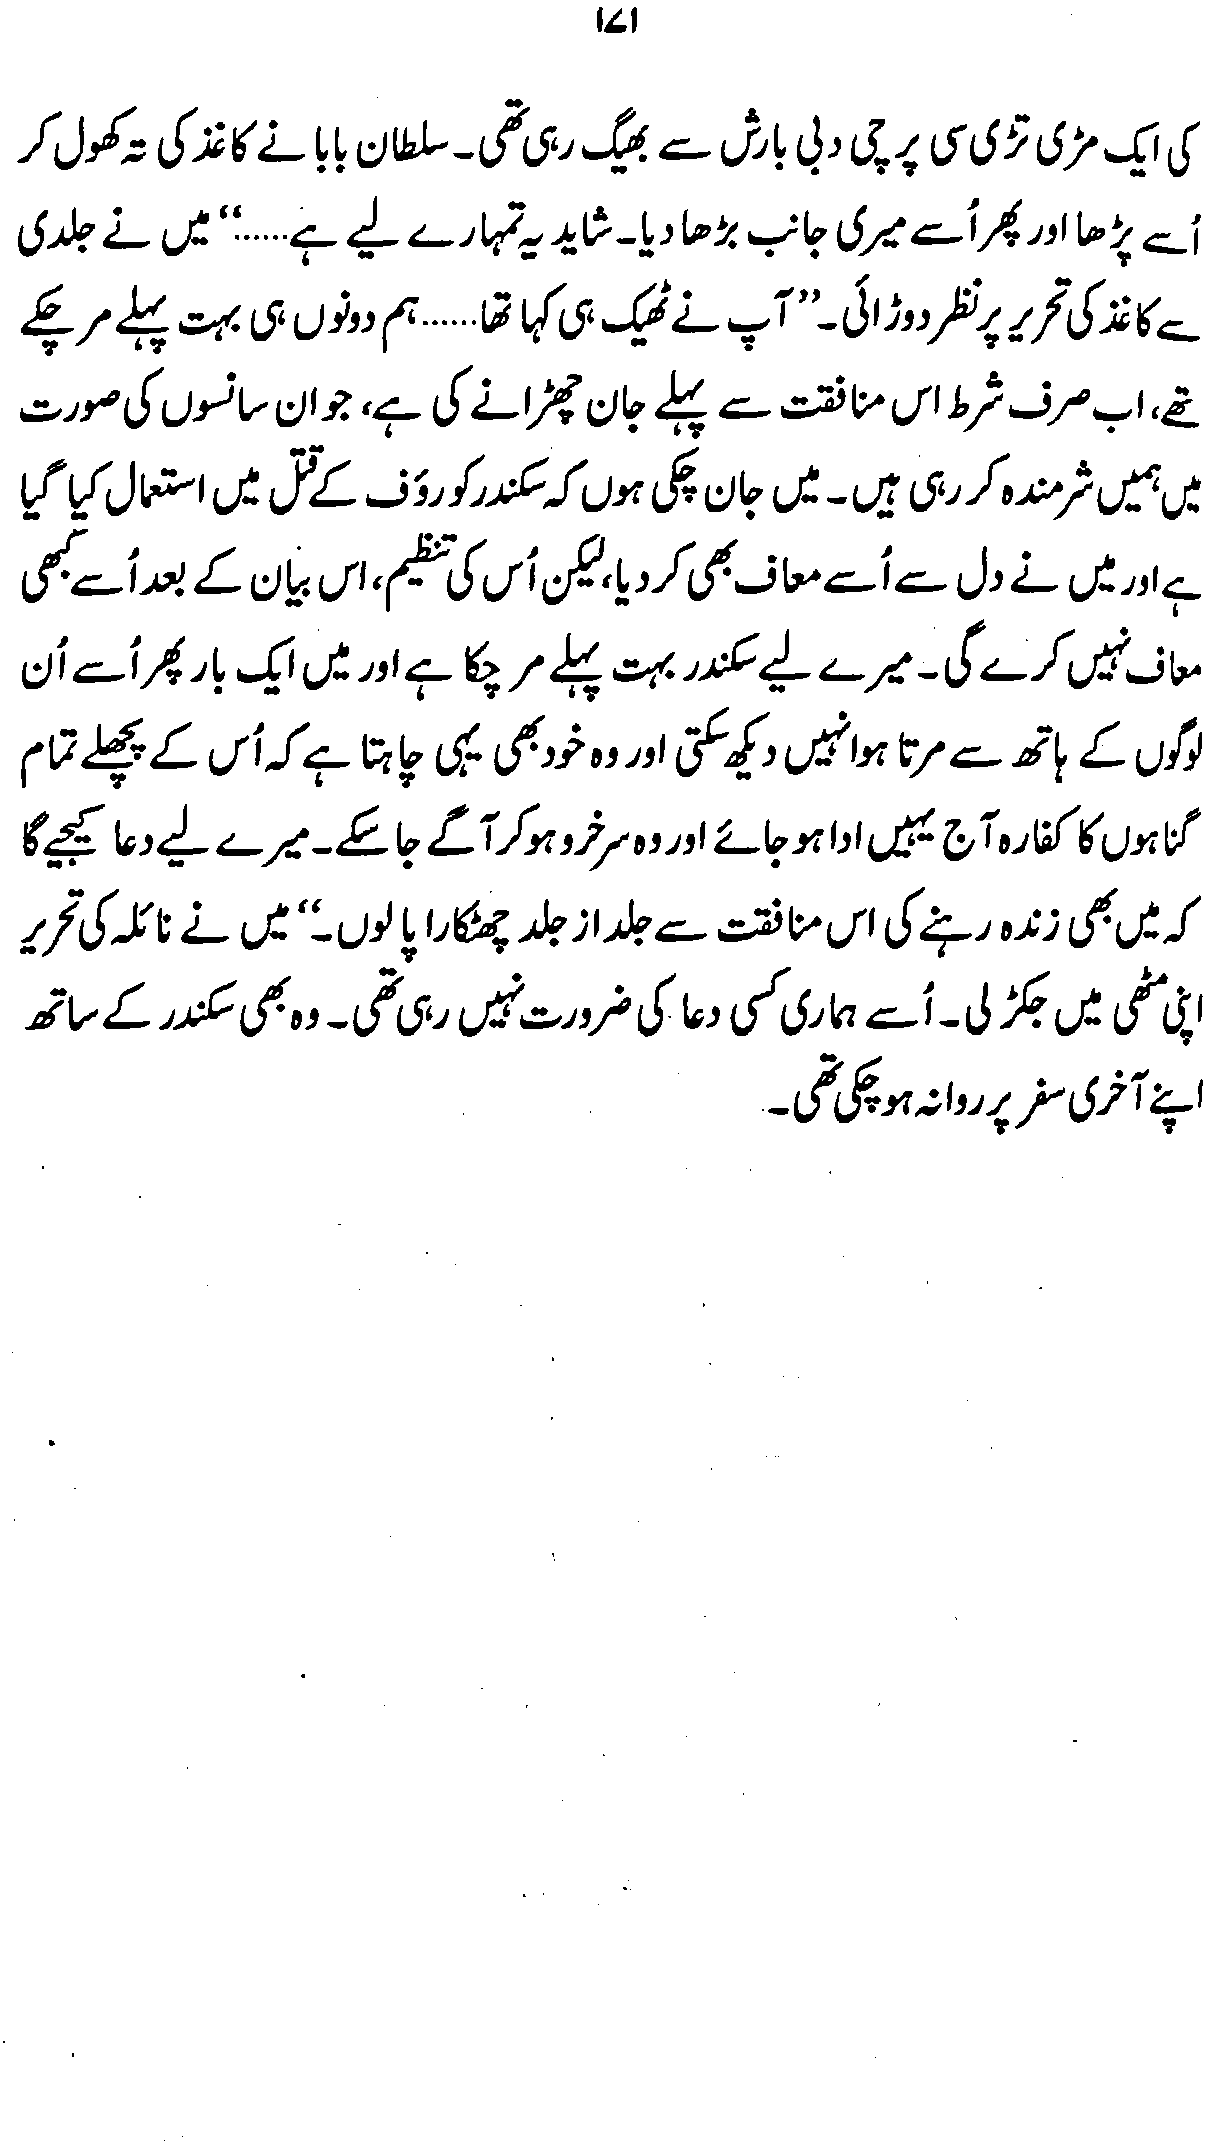 ۱۷۱
کی ایک مڑی تڑی سی پرچی دبی بارش سے بھیگ رہی تھی۔ سلطان بابا نے کاغذ کی تہ کھول کر
اُسے پڑھا اور پھر اُسے میری جانب بڑھا دیا۔ شاید یہ تمہارے لیے ہے......“ میں نے جلدی
سے کاغذ کی تحریر پر نظر دوڑائی۔ ”آپ نے ٹھیک ہی کہا تھا......ہم دونوں ہی بہت پہلے مر چکے
تھے، اب صرف شرط اس منافقت سے پہلے جان چھڑانے کی ہے، جو ان سانسوں کی صورت
میں ہمیں شرمندہ کر رہی ہیں۔ میں جان چکی ہوں کہ سکندر کو روؤف کے قتل میں استعمال کیا گیا
ہے اور میں نے دل سے اُسے معاف بھی کر دیا، لیکن اُس کی تنظیم، اس بیان کے بعد اُسے کبھی
معاف نہیں کرے گی۔ میرے لیے سکندر بہت پہلے مر چکا ہے اور میں ایک بار پھر اُسے اُن
لوگوں کے ہاتھ سے مرتا ہوا نہیں دیکھ سکتی اور وہ خود بھی یہی چاہتا ہے کہ اُس کے پچھلے تمام
گناہوں کا کفارہ آج یہیں ادا ہو جائے اور وہ سرخرو ہو کر آگے جا سکے۔ میرے لیے دعا کیجیے گا
کہ میں بھی زندہ رہنے کی اس منافقت سے جلد از جلد چھٹکارا پا لوں۔“ میں نے نائلہ کی تحریر
اپنی مٹھی میں جکڑ لی۔ اُسے ہماری کسی دعا کی ضرورت نہیں رہی تھی۔ وہ بھی سکندر کے ساتھ
اپنے آخری سفر پر روانہ ہو چکی تھی۔